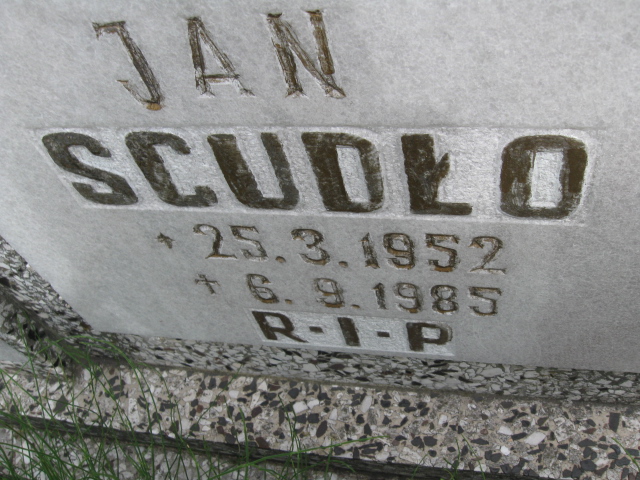 JAN
SCUDŁO
* 25.3.1952
+ 6.9.1985
R-I-P